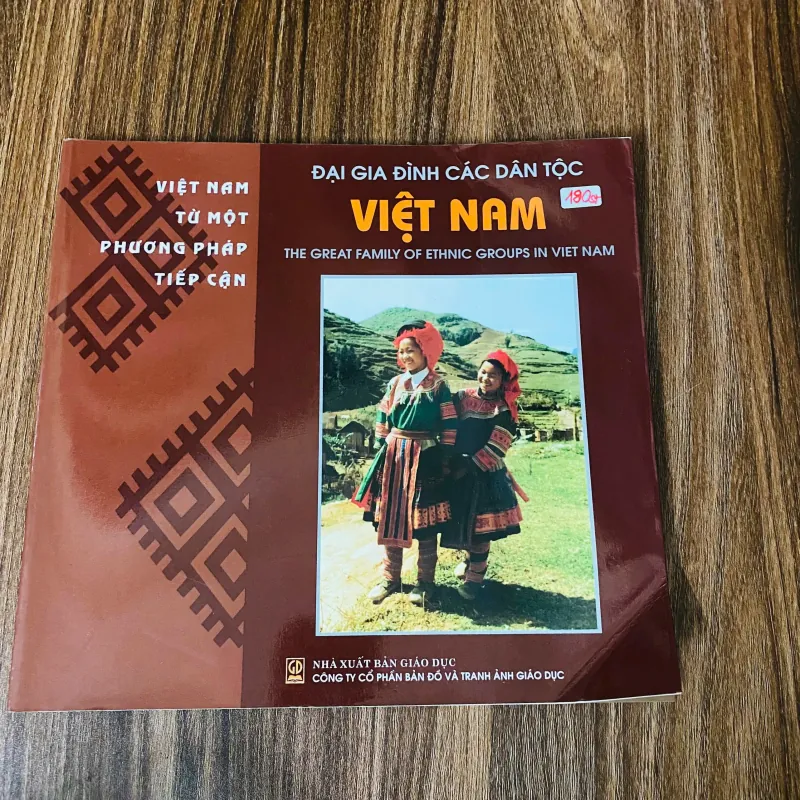 VIỆT NAM
TỪ MỘT
PHƯƠNG PHÁP
TIẾP CẬN
ĐẠI GIA ĐÌNH CÁC DÂN TỘC
VIỆT NAM
180st
THE GREAT FAMILY OF ETHNIC GROUPS IN VIET NAM
GD
NHÀ XUẤT BẢN GIÁO DỤC
CÔNG TY CỔ PHẦN BẢN ĐỒ VÀ TRANH ẢNH GIÁO DỤC